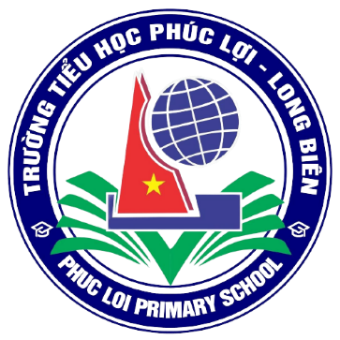 TRƯỜNG TIỂU HỌC PHÚC LỢI - LONG BIÊN
PHUC LOI PRIMARY SCHOOL